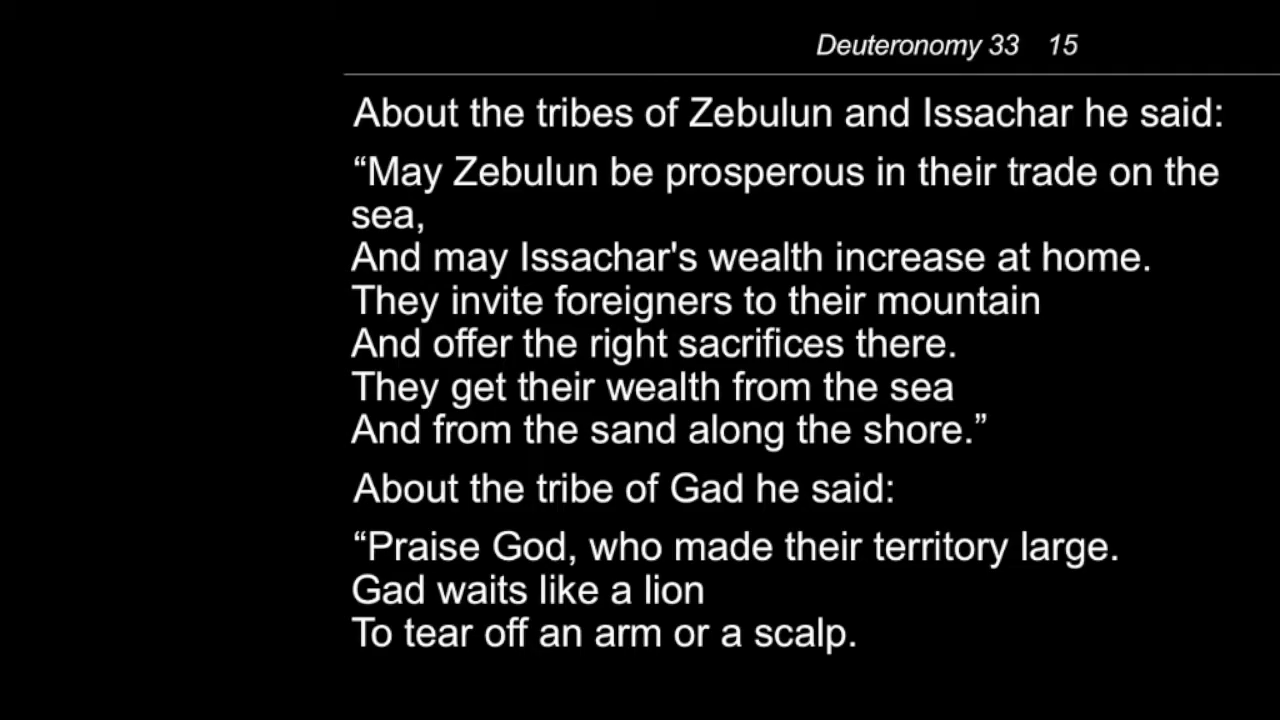 Deuteronomy 33 15
About the tribes of Zebulun and Issachar he said:
“May Zebulun be prosperous in their trade on the
sea,
And may Issachar's wealth increase at home.
They invite foreigners to their mountain
And offer the right sacrifices there.
They get their wealth from the sea
And from the sand along the shore.”
About the tribe of Gad he said:
“Praise God, who made their territory large.
Gad waits like a lion
To tear off an arm or a scalp.